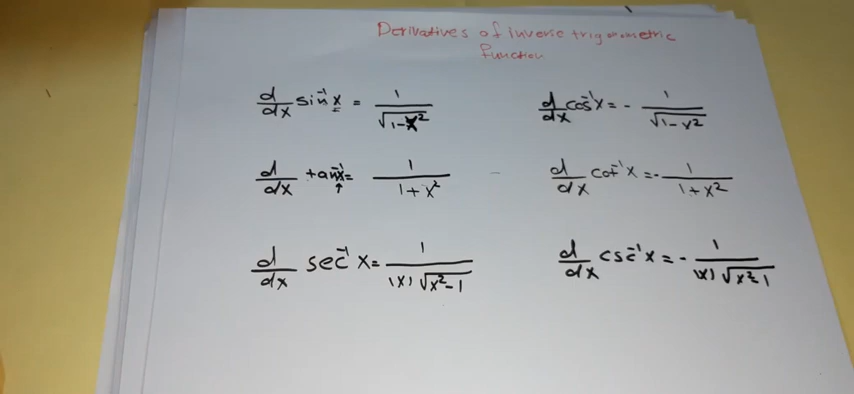 Derivatives of inverse trigometric
function
d/dx sin⁻¹x = 1/√(1-x²)
d/dx cos⁻¹x = - 1/√(1-x²)
d/dx tan⁻¹x = 1/(1+x²)
d/dx cot⁻¹x = - 1/(1+x²)
d/dx sec⁻¹x = 1/(|x|√(x²-1))
d/dx csc⁻¹x = - 1/(|x|√(x²-1))